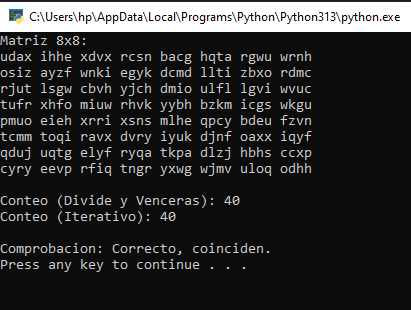 C:\Users\hp\AppData\Local\Programs\Python\Python313\python.exe
Matriz 8x8:
udax ihhe xdvx rcsn bacg hqta rgwu wrnh
osiz ayzf wnki egyk dcmd llti zbxo rdmc
rjut lsgw cbvh yjch dmio ulfl lgvi wvuc
tufr xhfo miuw rhvk yybh bzkm icgs wkgu
pmuo eieh xrri xsns mlhe qpcy bdeu fzvn
tcmm toqi ravx dvry iyuk djnf oaxx iqyf
qduj uqtg elyf ryqa tkpa dlzj hbhs ccxp
cyry eevp rfiq tngr yxwg wjmv uloq odhh
Conteo (Divide y Venceras): 40
Conteo (Iterativo): 40
Comprobacion: Correcto, coinciden.
Press any key to continue . . .